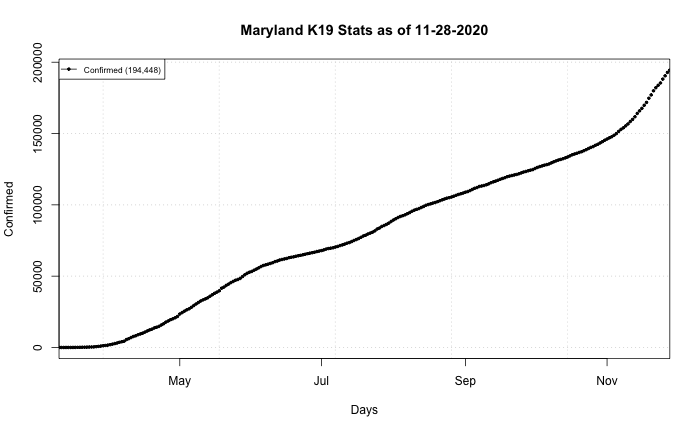 Maryland K19 Stats as of 11-28-2020
Confirmed (194,448)
Confirmed
200000
150000
100000
50000
0
May Jul Sep Nov
Days